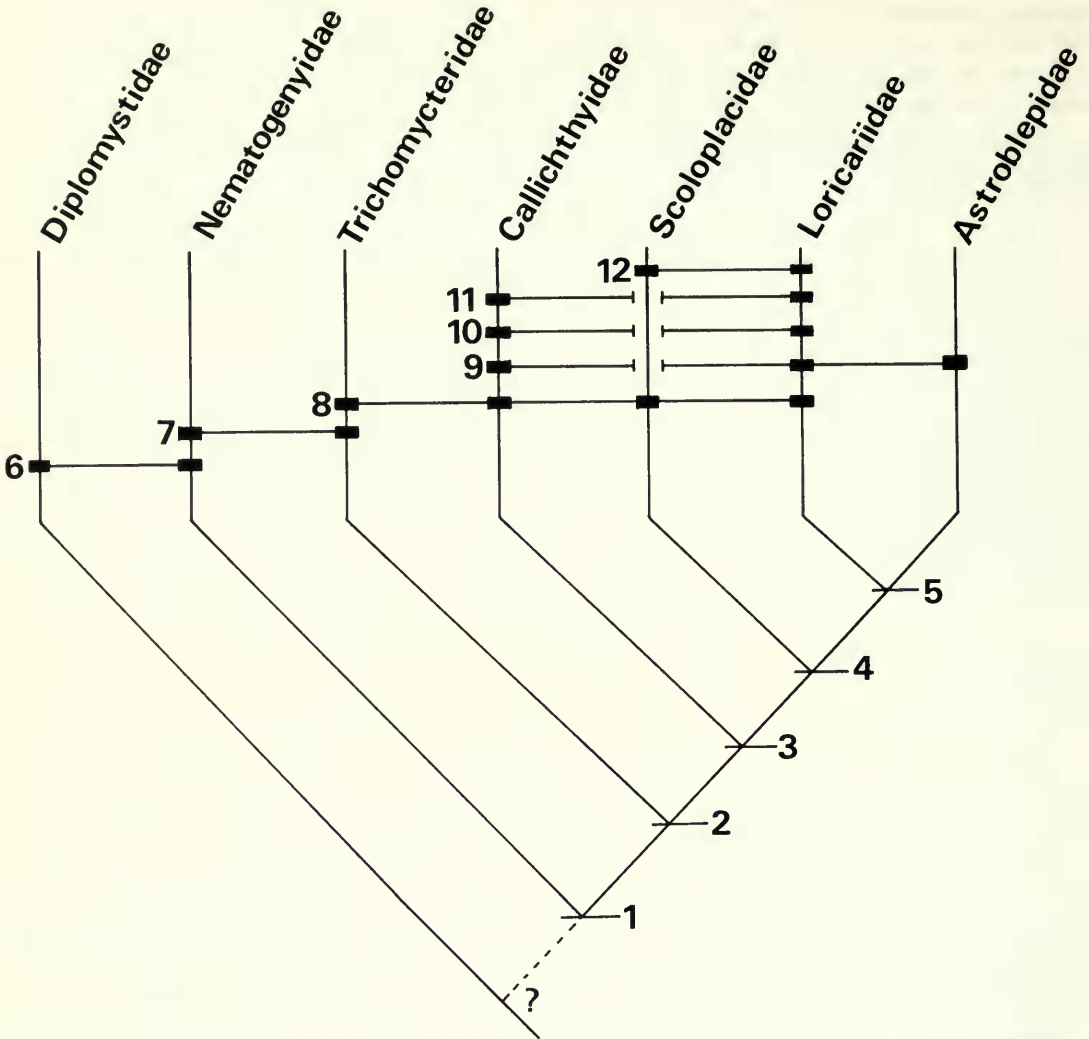 Diplomystidae
Nematogenyidae
Trichomycteridae
Callichthyidae
Scoloplacidae
Loricariidae
Astroblepidae
12
11
10
9
8
7
6
5
4
3
2
1
?